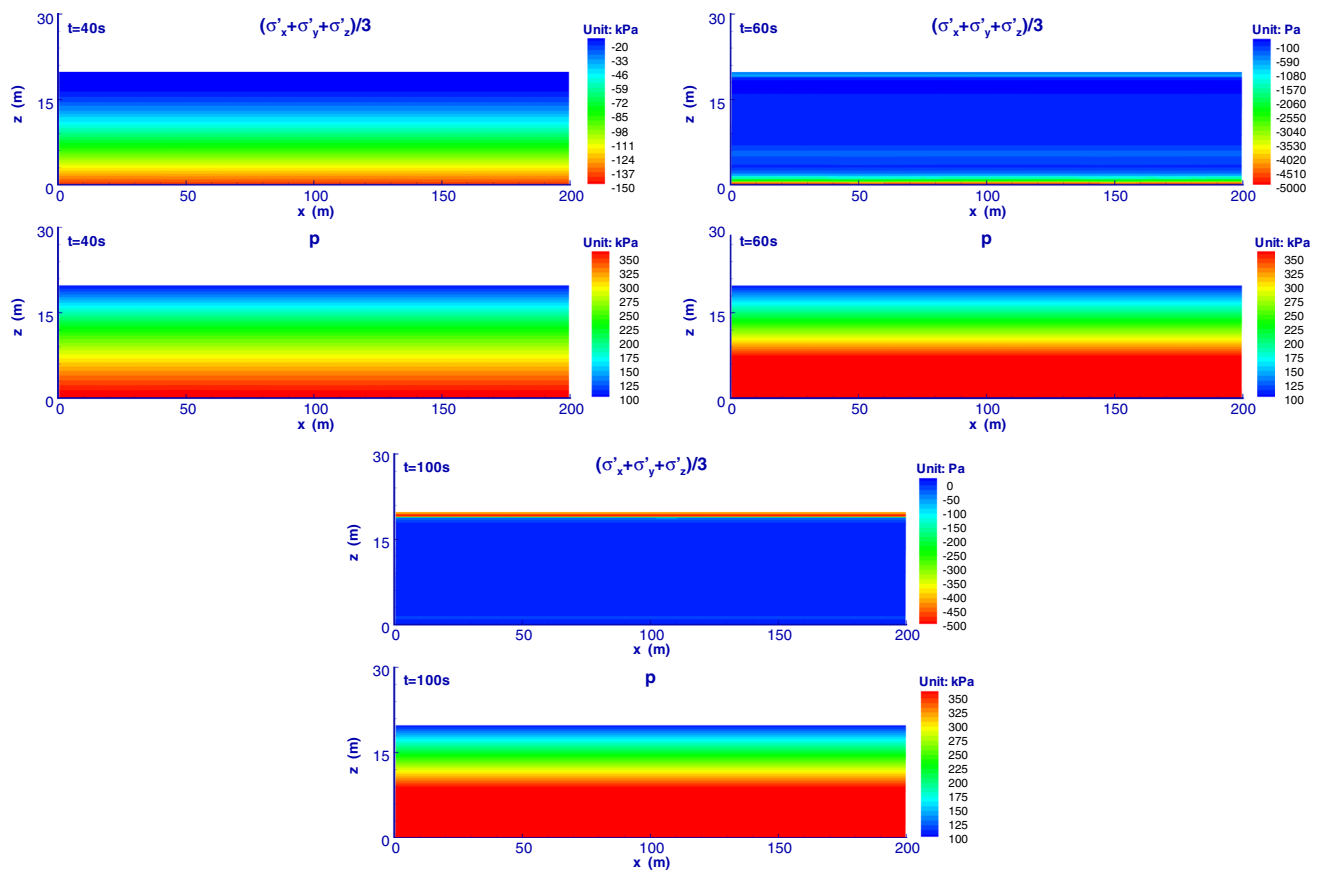 30
t=40s
(σ'x+σ'y+σ'z)/3
Unit: kPa
-20
-33
-46
-59
-72
-85
-98
-111
-124
-137
-150
z (m)
15
0
0 50 100 150 200
x (m)
30
t=60s
(σ'x+σ'y+σ'z)/3
Unit: Pa
-100
-590
-1080
-1570
-2060
-2550
-3040
-3530
-4020
-4510
-5000
z (m)
15
0
0 50 100 150 200
x (m)
30
t=40s
p
Unit: kPa
350
325
300
275
250
225
200
175
150
125
100
z (m)
15
0
0 50 100 150 200
x (m)
30
t=60s
p
Unit: kPa
350
325
300
275
250
225
200
175
150
125
100
z (m)
15
0
0 50 100 150 200
x (m)
30
t=100s
(σ'x+σ'y+σ'z)/3
Unit: Pa
0
-50
-100
-150
-200
-250
-300
-350
-400
-450
-500
z (m)
15
0
0 50 100 150 200
x (m)
30
t=100s
p
Unit: kPa
350
325
300
275
250
225
200
175
150
125
100
z (m)
15
0
0 50 100 150 200
x (m)